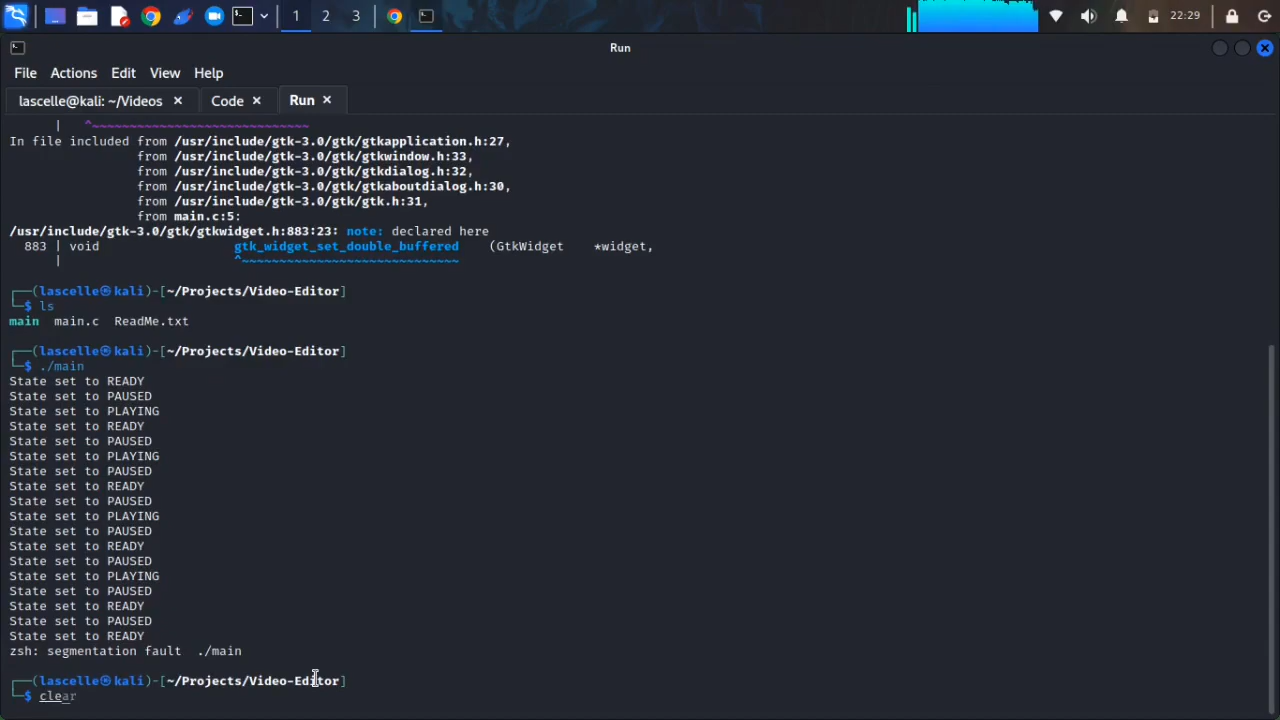 1 2 3 22:29
Run
File Actions Edit View Help
lascelle@kali: ~/Videos × Code × Run ×
| ^~~~~~~~~~~~~~~~~~~~~~~~~~~~~
In file included from /usr/include/gtk-3.0/gtk/gtkapplication.h:27,
from /usr/include/gtk-3.0/gtk/gtkwindow.h:33,
from /usr/include/gtk-3.0/gtk/gtkdialog.h:32,
from /usr/include/gtk-3.0/gtk/gtkaboutdialog.h:30,
from /usr/include/gtk-3.0/gtk/gtk.h:31,
from main.c:5:
/usr/include/gtk-3.0/gtk/gtkwidget.h:883:23: note: declared here
883 | void gtk_widget_set_double_buffered (GtkWidget *widget,
| ^~~~~~~~~~~~~~~~~~~~~~~~~~~~~
┌──(lascelle㉿kali)-[~/Projects/Video-Editor]
└─$ ls
main main.c ReadMe.txt
┌──(lascelle㉿kali)-[~/Projects/Video-Editor]
└─$ ./main
State set to READY
State set to PAUSED
State set to PLAYING
State set to READY
State set to PAUSED
State set to PLAYING
State set to PAUSED
State set to READY
State set to PAUSED
State set to PLAYING
State set to PAUSED
State set to READY
State set to PAUSED
State set to PLAYING
State set to PAUSED
State set to READY
State set to PAUSED
State set to READY
zsh: segmentation fault ./main
┌──(lascelle㉿kali)-[~/Projects/Video-Editor]
└─$ clear